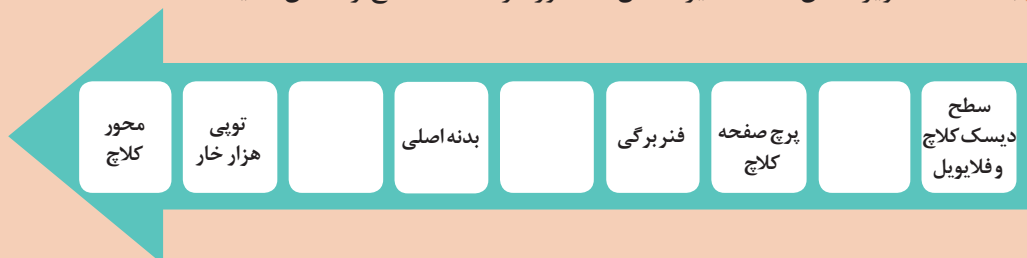 سطح
دیسک کلاچ
و فلایویل
پرچ صفحه
کلاچ
فنر برگی
بدنه اصلی
توپی
هزار خار
محور
کلاچ